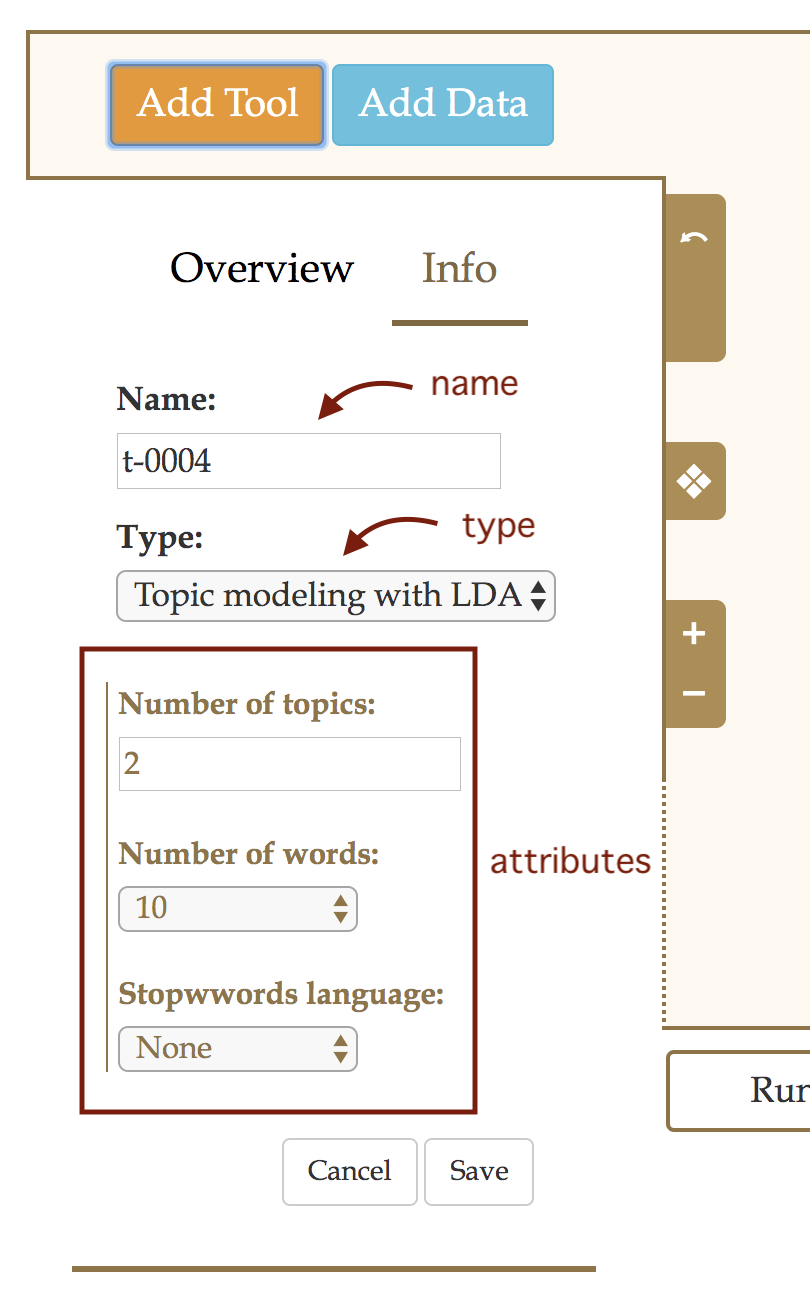 Add Tool Add Data
Overview Info
Name: name
t-0004
Type: type
Topic modeling with LDA
Number of topics:
2
Number of words:
attributes
10
Stopwwords language:
None
Run
Cancel Save